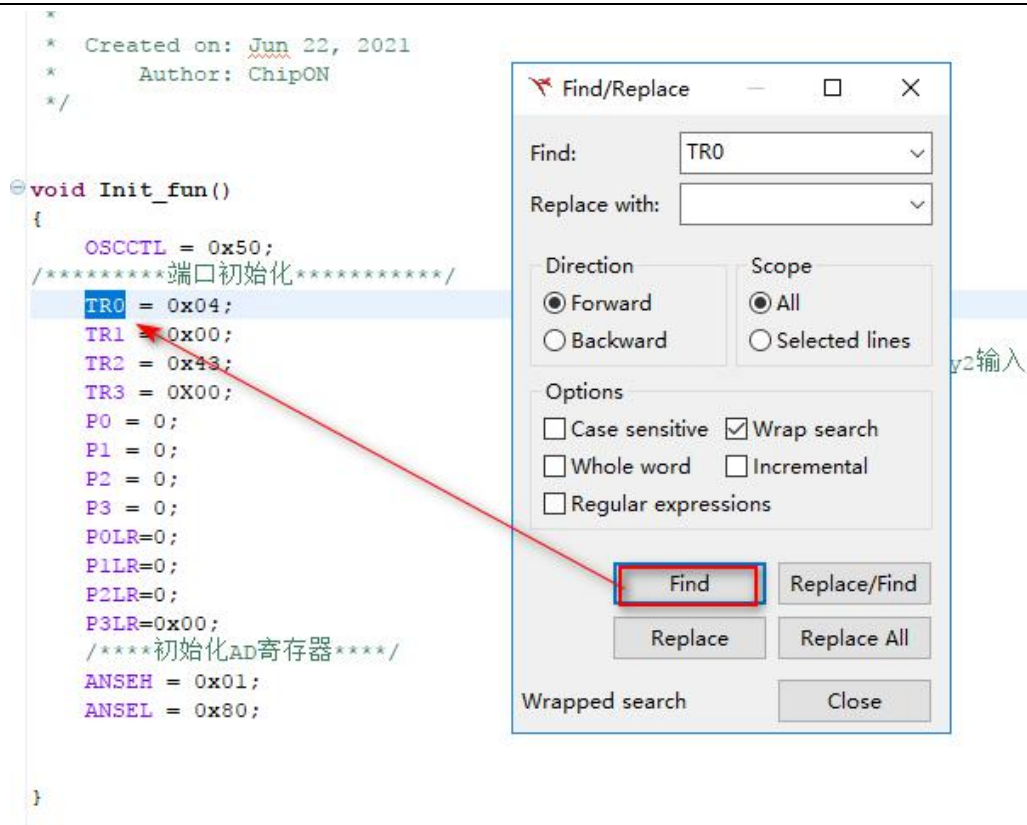 *
* Created on: Jun 22, 2021
* Author: ChipON
*/
void Init_fun()
{
OSCCTL = 0x50;
/*********端口初始化***********/
TR0 = 0x04;
TR1 = 0x00;
TR2 = 0x43;
y2输入
TR3 = 0X00;
P0 = 0;
P1 = 0;
P2 = 0;
P3 = 0;
P0LR=0;
P1LR=0;
P2LR=0;
P3LR=0x00;
/****初始化AD寄存器****/
ANSEH = 0x01;
ANSEL = 0x80;
}
Find/Replace
Find: TR0
Replace with:
Direction
Forward
Backward
Scope
All
Selected lines
Options
Case sensitive Wrap search
Whole word Incremental
Regular expressions
Find Replace/Find
Replace Replace All
Wrapped search Close